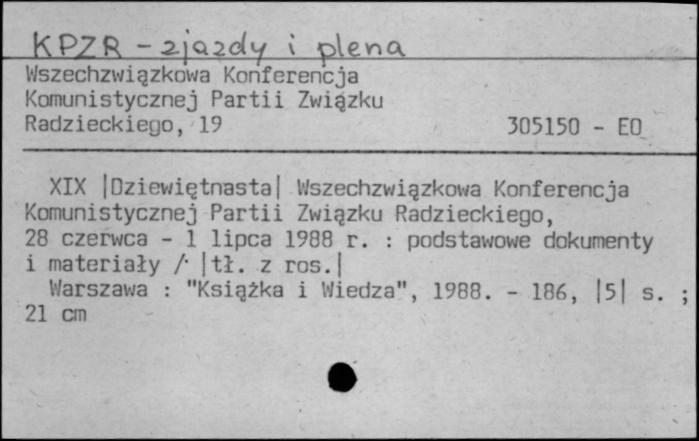 KPZR - zjazdy i plena
Wszechzwiązkowa Konferencja
Komunistycznej Partii Związku
Radzieckiego, 19 305150 - EO
XIX |Dziewiętnasta| Wszechzwiązkowa Konferencja
Komunistycznej Partii Związku Radzieckiego,
28 czerwca - 1 lipca 1988 r. : podstawowe dokumenty
i materiały / |tł. z ros.|
Warszawa : "Książka i Wiedza", 1988. - 186, |5| s. ;
21 cm